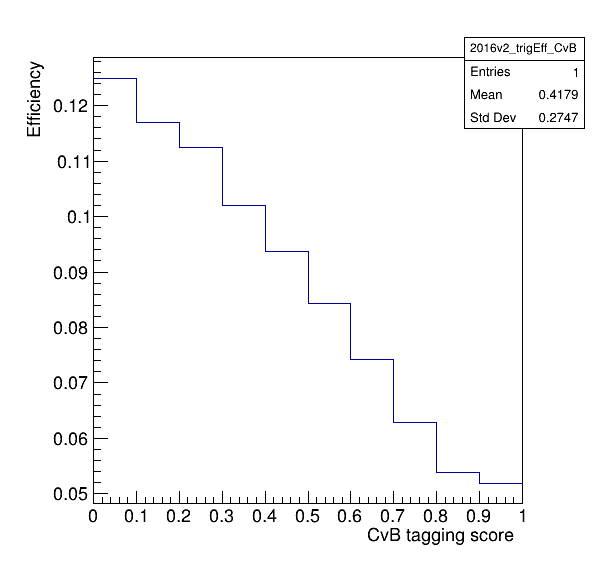 2016v2_trigEff_CvB
Entries 1
Mean 0.4179
Std Dev 0.2747
Efficiency
0.12
0.11
0.1
0.09
0.08
0.07
0.06
0.05
0 0.1 0.2 0.3 0.4 0.5 0.6 0.7 0.8 0.9 1
CvB tagging score